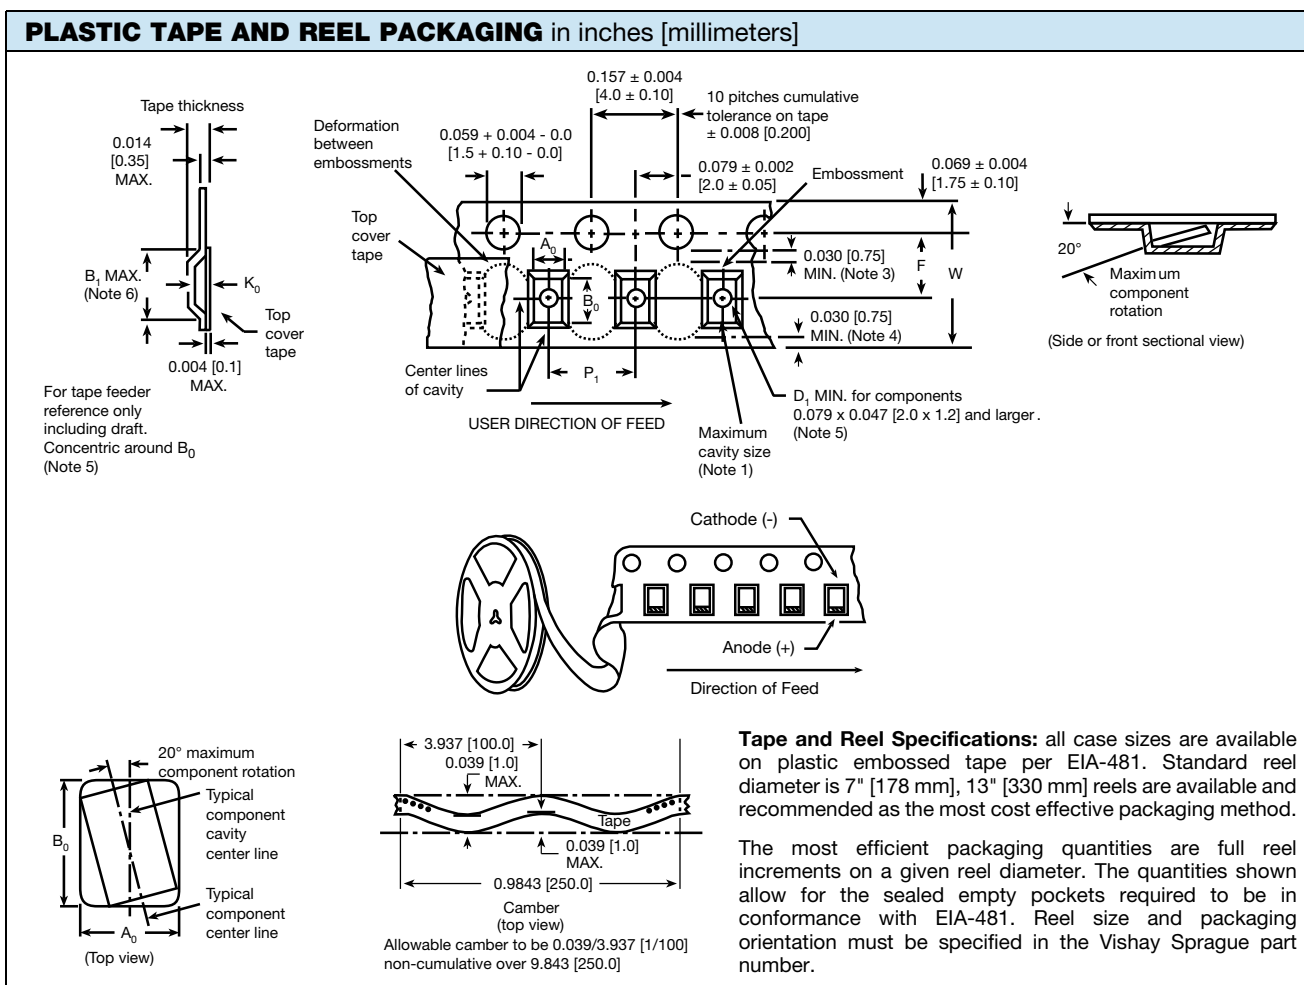 PLASTIC TAPE AND REEL PACKAGING in inches [millimeters]
Tape thickness
0.014
[0.35]
MAX.
B1 MAX.
(Note 6)
K0
Top
cover
tape
0.004 [0.1]
MAX.
For tape feeder
reference only
including draft.
Concentric around B0
(Note 5)
Deformation
between
embossments
Top
cover
tape
0.059 + 0.004 - 0.0
[1.5 + 0.10 - 0.0]
0.157 ± 0.004
[4.0 ± 0.10]
10 pitches cumulative
tolerance on tape
± 0.008 [0.200]
0.079 ± 0.002
[2.0 ± 0.05]
Embossment
0.069 ± 0.004
[1.75 ± 0.10]
A0
B0
0.030 [0.75]
MIN. (Note 3)
F
W
0.030 [0.75]
MIN. (Note 4)
Center lines
of cavity
P1
USER DIRECTION OF FEED
Maximum
cavity size
(Note 1)
D1 MIN. for components
0.079 x 0.047 [2.0 x 1.2] and larger.
(Note 5)
20°
Maximum
component
rotation
(Side or front sectional view)
Cathode (-)
Anode (+)
Direction of Feed
20° maximum
component rotation
Typical
component
cavity
center line
B0
A0
Typical
component
center line
(Top view)
3.937 [100.0]
0.039 [1.0]
MAX.
Tape
0.039 [1.0]
MAX.
0.9843 [250.0]
Camber
(top view)
Allowable camber to be 0.039/3.937 [1/100]
non-cumulative over 9.843 [250.0]
Tape and Reel Specifications: all case sizes are available
on plastic embossed tape per EIA-481. Standard reel
diameter is 7" [178 mm], 13" [330 mm] reels are available and
recommended as the most cost effective packaging method.
The most efficient packaging quantities are full reel
increments on a given reel diameter. The quantities shown
allow for the sealed empty pockets required to be in
conformance with EIA-481. Reel size and packaging
orientation must be specified in the Vishay Sprague part
number.